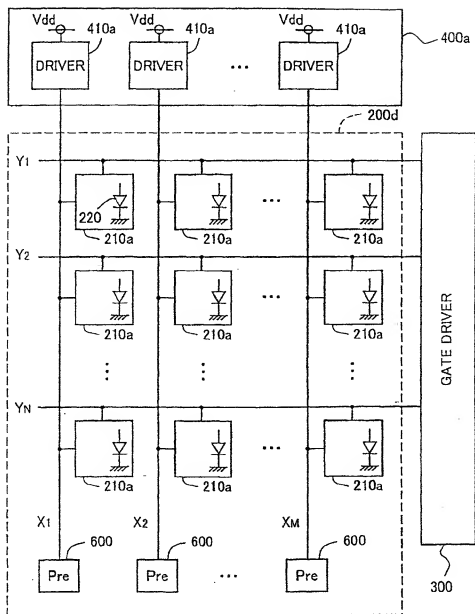 Vdd 410a Vdd 410a Vdd 410a
DRIVER DRIVER ... DRIVER
400a
200d
Y1
220
210a 210a 210a
...
Y2
210a 210a 210a
...
⋮ ⋮ ⋮
YN
210a 210a 210a
...
GATE DRIVER
X1 600 X2 600 XM 600
Pre Pre ... Pre
300